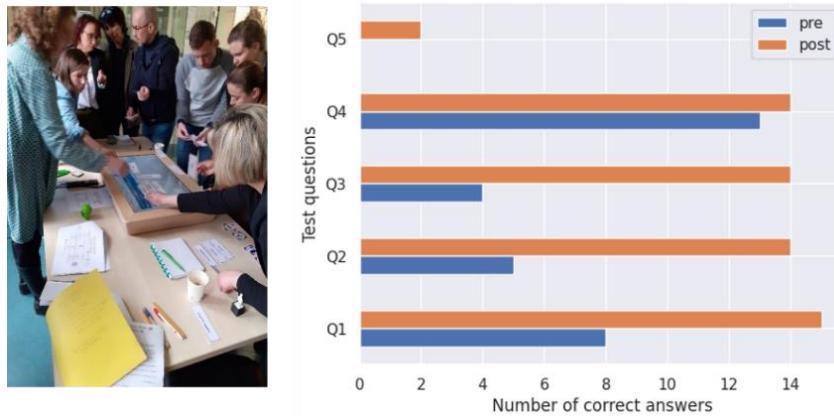 pre
post
Q5
Q4
Q3
Q2
Q1
Test questions
0 2 4 6 8 10 12 14
Number of correct answers